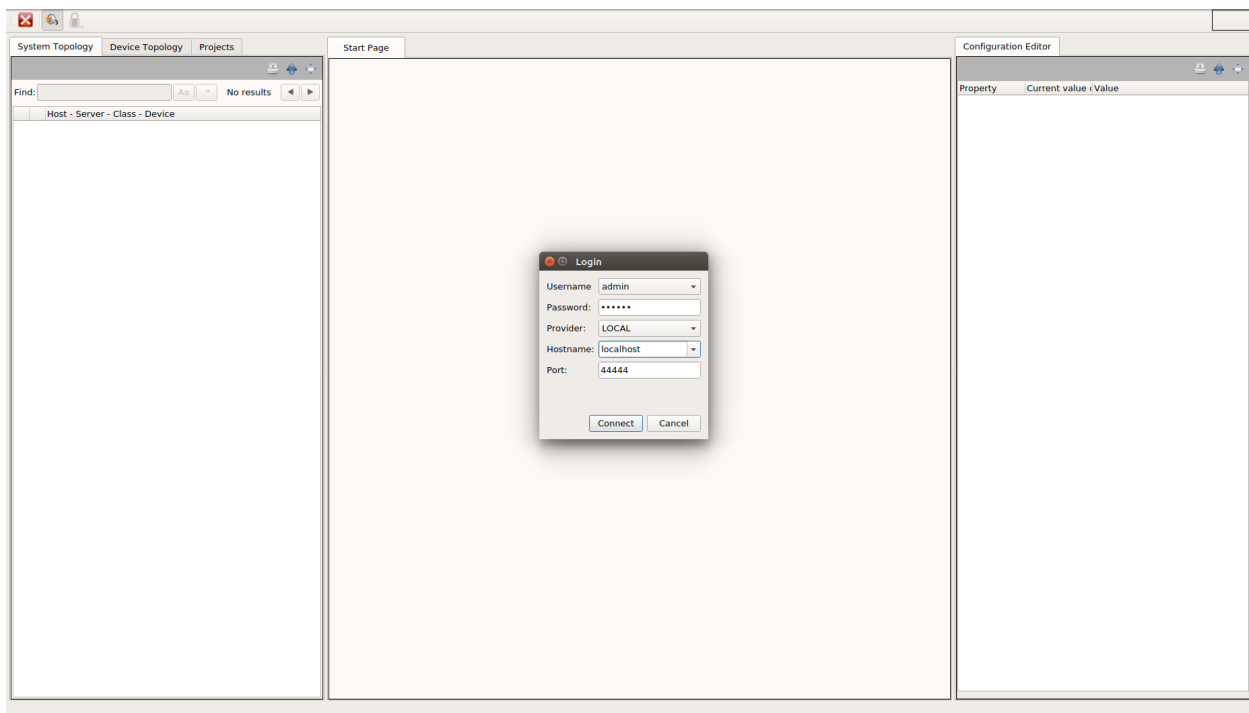 System Topology Device Topology Projects
Find: Aa .* No results
Host - Server - Class - Device
Start Page
Login
Username admin
Password: ••••••
Provider: LOCAL
Hostname: localhost
Port: 44444
Connect Cancel
Configuration Editor
Property Current value Value